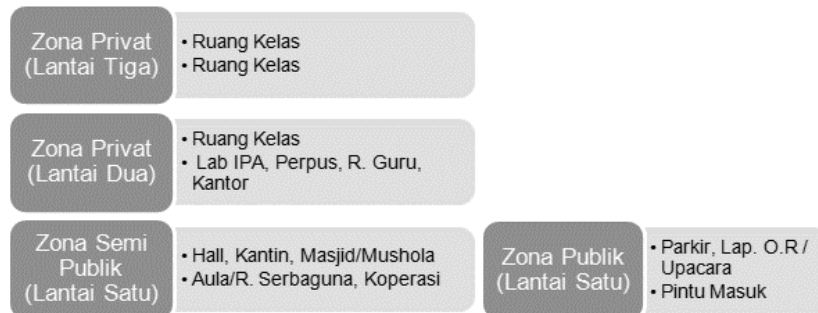 Zona Privat
(Lantai Tiga)
• Ruang Kelas
• Ruang Kelas
Zona Privat
(Lantai Dua)
• Ruang Kelas
• Lab IPA, Perpus, R. Guru,
Kantor
Zona Semi
Publik
(Lantai Satu)
• Hall, Kantin, Masjid/Mushola
• Aula/R. Serbaguna, Koperasi
Zona Publik
(Lantai Satu)
• Parkir, Lap. O.R /
Upacara
• Pintu Masuk